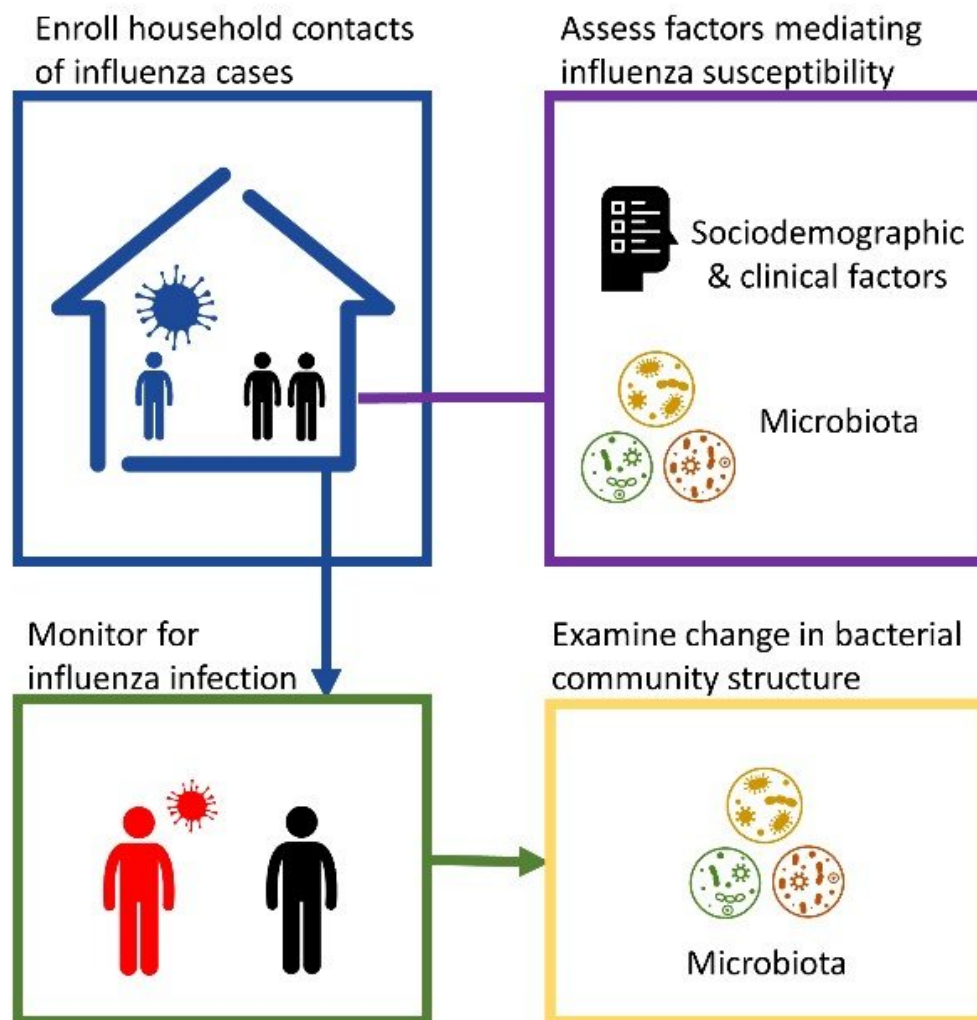 Enroll household contacts
of influenza cases
Assess factors mediating
influenza susceptibility
Sociodemographic
& clinical factors
Microbiota
Monitor for
influenza infection
Examine change in bacterial
community structure
Microbiota